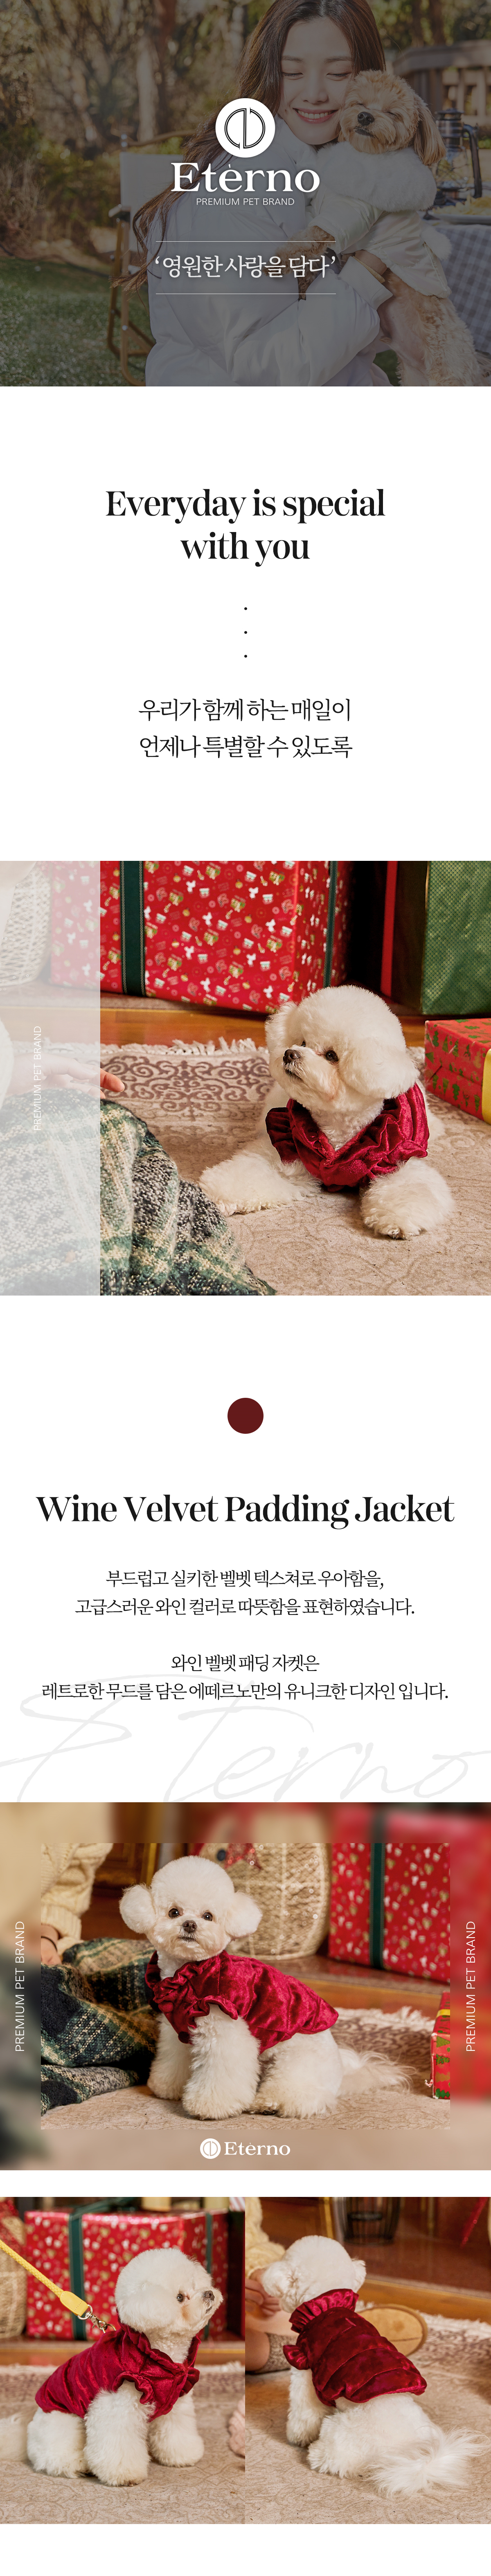 Eterno
PREMIUM PET BRAND
‘영원한 사랑을 담다’
Everyday is special
with you
우리가 함께 하는 매일이
언제나 특별할 수 있도록
PREMIUM PET BRAND
Wine Velvet Padding Jacket
부드럽고 실키한 벨벳 텍스쳐로 우아함을,
고급스러운 와인 컬러로 따뜻함을 표현하였습니다.
와인 벨벳 패딩 자켓은
레트로한 무드를 담은 에떼르노만의 유니크한 디자인 입니다.
Eterno
PREMIUM PET BRAND
PREMIUM PET BRAND
Eterno